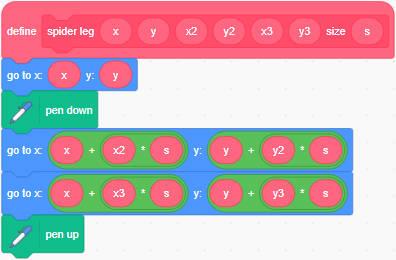 define spider leg x y x2 y2 x3 y3 size s
go to x: x y: y
pen down
go to x: x + x2 * s y: y + y2 * s
go to x: x + x3 * s y: y + y3 * s
pen up